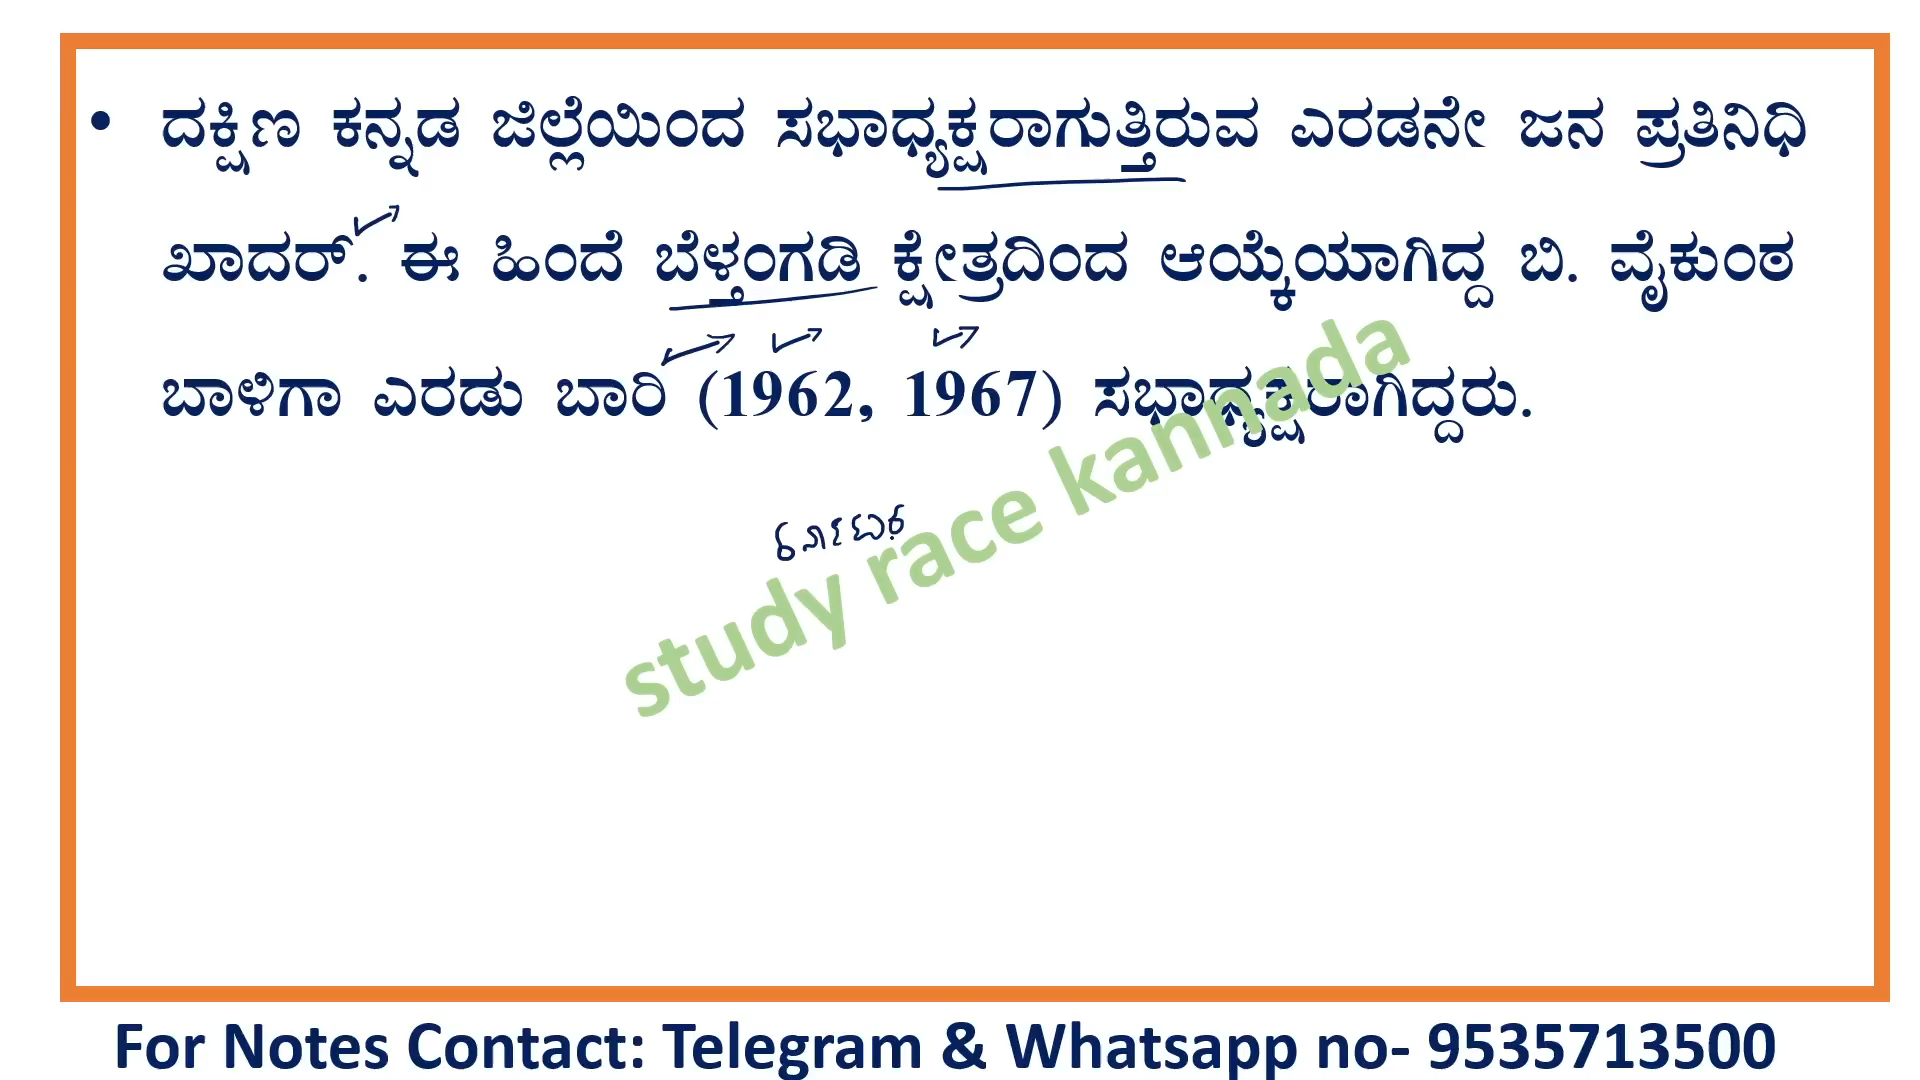 • ದಕ್ಷಿಣ ಕನ್ನಡ ಜಿಲ್ಲೆಯಿಂದ ಸಭಾಧ್ಯಕ್ಷರಾಗುತ್ತಿರುವ ಎರಡನೇ ಜನ ಪ್ರತಿನಿಧಿ
ಖಾದರ್. ಈ ಹಿಂದೆ ಬೆಳ್ತಂಗಡಿ ಕ್ಷೇತ್ರದಿಂದ ಆಯ್ಕೆಯಾಗಿದ್ದ ಬಿ. ವೈಕುಂಠ
ಬಾಳಿಗಾ ಎರಡು ಬಾರಿ (1962, 1967) ಸಭಾಧ್ಯಕ್ಷರಾಗಿದ್ದರು.
study race kannada
For Notes Contact: Telegram & Whatsapp no- 9535713500